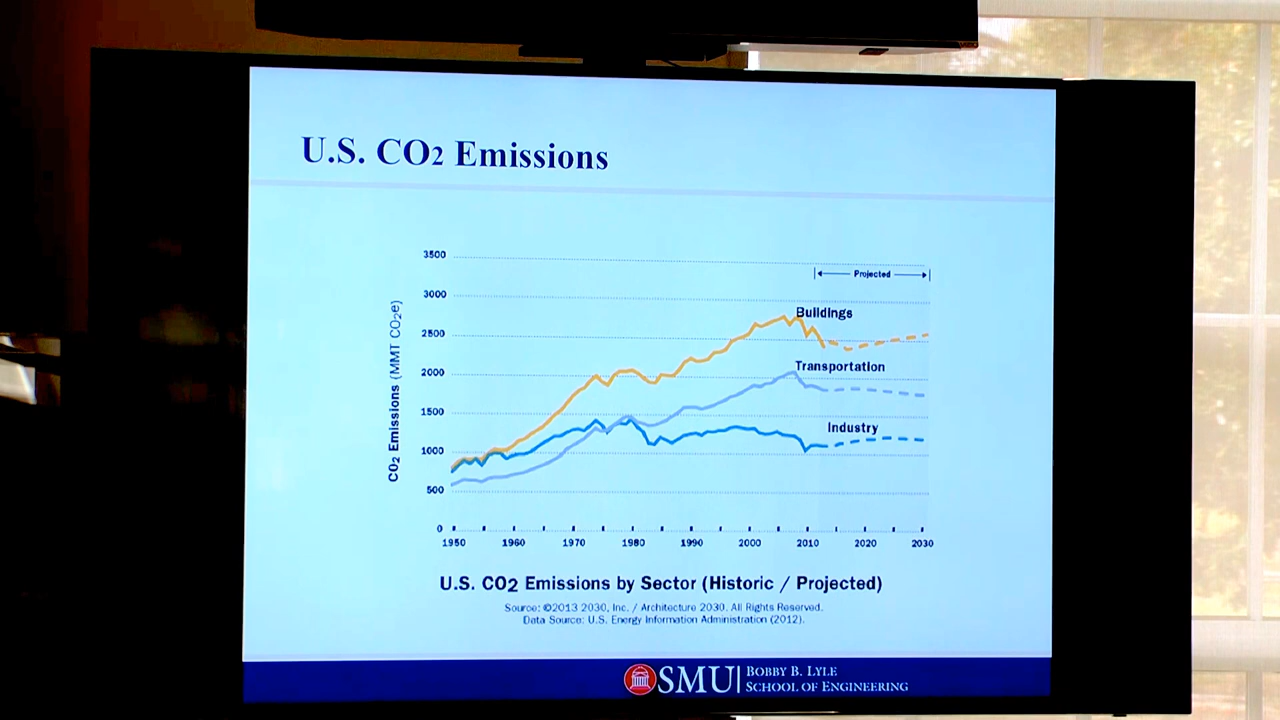 U.S. CO2 Emissions
3500
Projected
3000
Buildings
2500
2000
Transportation
1500
Industry
1000
500
0
CO2 Emissions (MMT CO2e)
1950 1960 1970 1980 1990 2000 2010 2020 2030
U.S. CO2 Emissions by Sector (Historic / Projected)
Source: ©2013 2030, Inc. / Architecture 2030. All Rights Reserved.
Data Source: U.S. Energy Information Administration (2012).
SMU
BOBBY B. LYLE
SCHOOL OF ENGINEERING